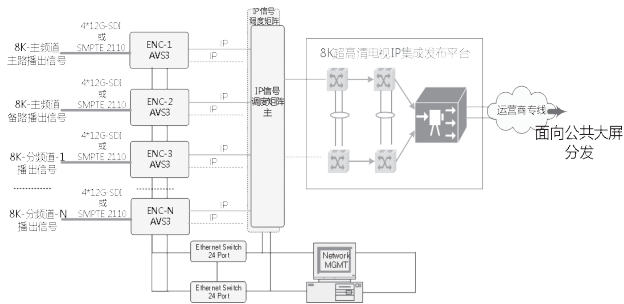 IP信号
调度矩阵
8K-主频道
主路播出信号
4*12G-SDI
或
SMPTE 2110
ENC-1
AVS3
IP
IP
8K-主频道
备路播出信号
4*12G-SDI
或
SMPTE 2110
ENC-2
AVS3
IP
IP
8K-分频道-1
播出信号
4*12G-SDI
或
SMPTE 2110
ENC-3
AVS3
IP
IP
8K-分频道-N
播出信号
4*12G-SDI
或
SMPTE 2110
ENC-N
AVS3
IP
IP
IP信号
调度矩阵
主
8K超高清电视IP集成发布平台
运营商专线
面向公共大屏
分发
Ethernet Switch
24 Port
Ethernet Switch
24 Port
Network
MGMT